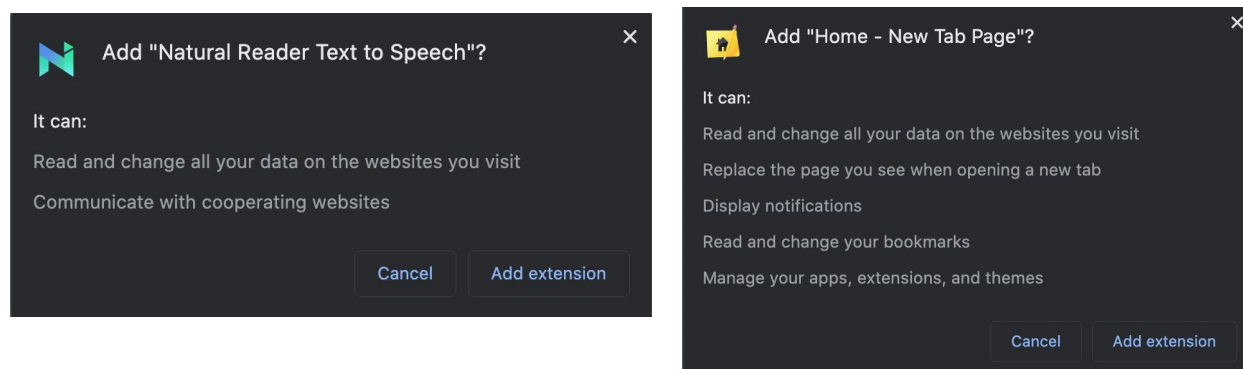 Add "Natural Reader Text to Speech"?
It can:
Read and change all your data on the websites you visit
Communicate with cooperating websites
Cancel
Add extension
Add "Home - New Tab Page"?
It can:
Read and change all your data on the websites you visit
Replace the page you see when opening a new tab
Display notifications
Read and change your bookmarks
Manage your apps, extensions, and themes
Cancel
Add extension